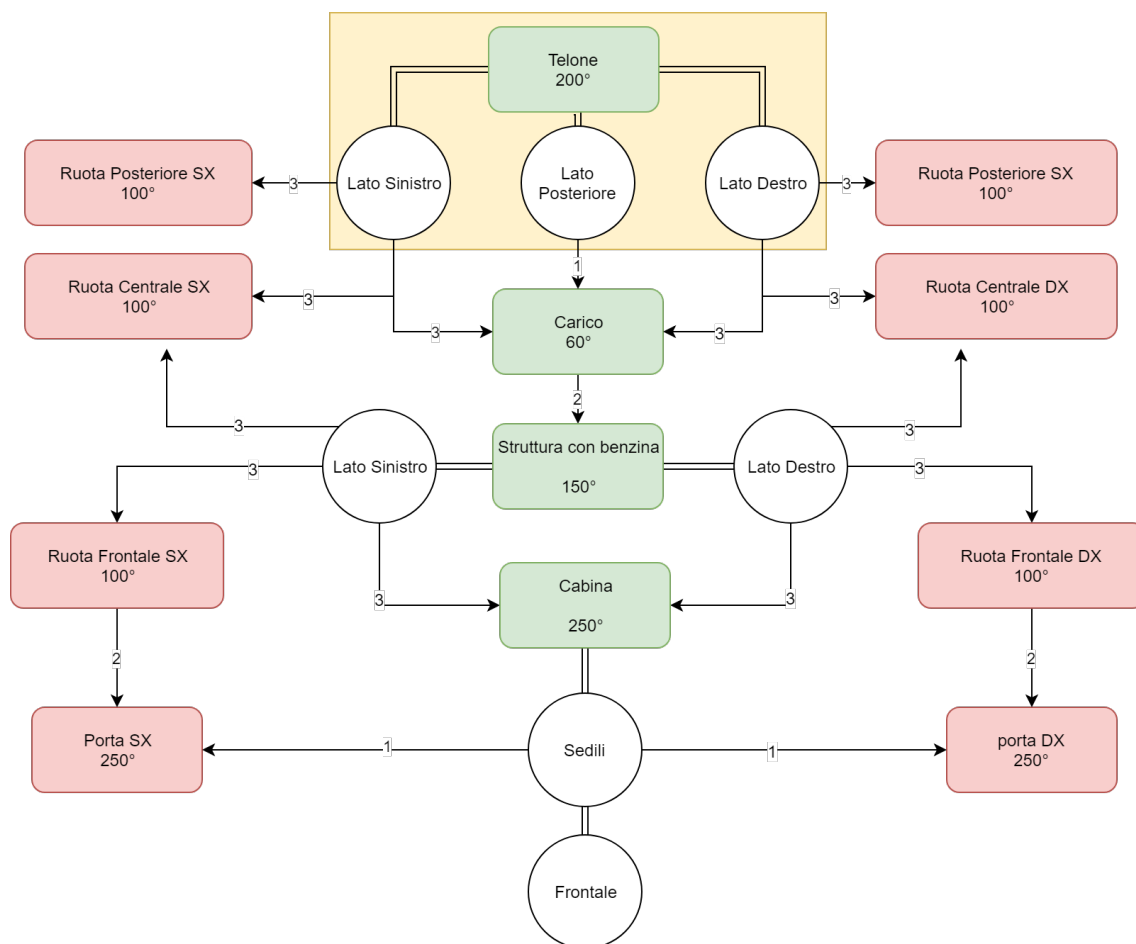 Telone
200°
Ruota Posteriore SX
100°
3
Lato Sinistro
Lato
Posteriore
Lato Destro
3
Ruota Posteriore SX
100°
1
Ruota Centrale SX
100°
3
3
Ruota Centrale DX
100°
3
Carico
60°
3
2
3
3
Lato Sinistro
Struttura con benzina
150°
Lato Destro
3
3
Ruota Frontale SX
100°
Cabina
250°
Ruota Frontale DX
100°
3
3
2
2
Porta SX
250°
1
Sedili
1
porta DX
250°
Frontale